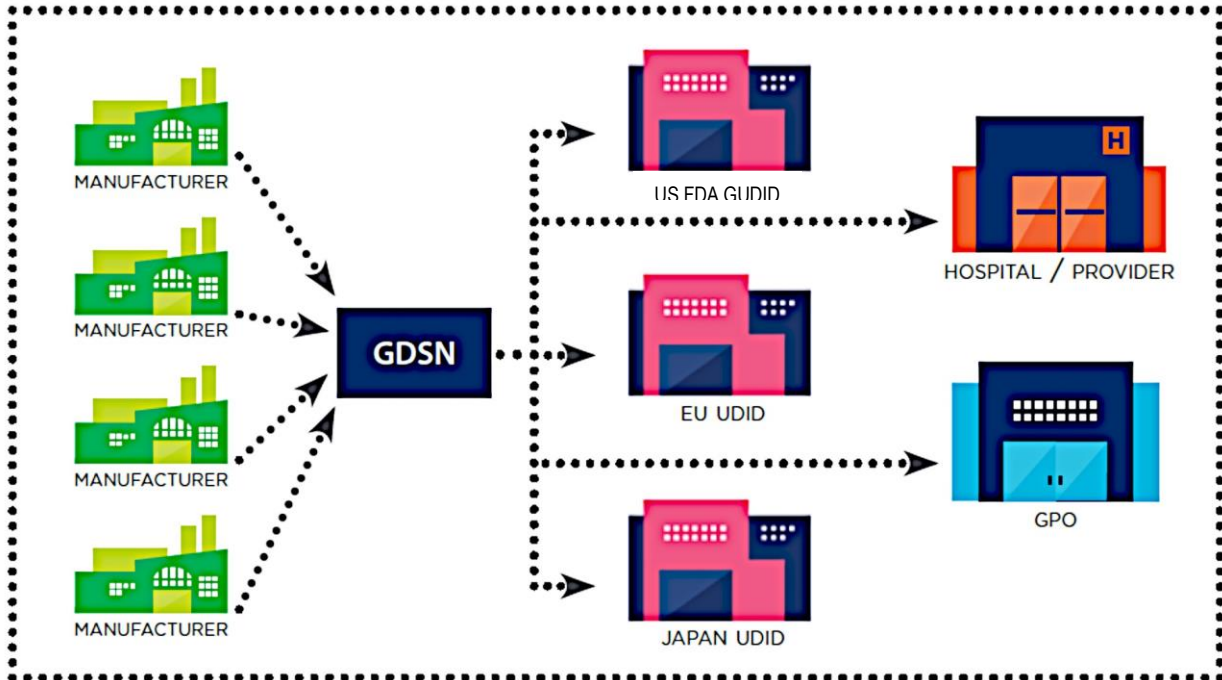 MANUFACTURER
MANUFACTURER
MANUFACTURER
MANUFACTURER
GDSN
US FDA GUDID
EU UDID
JAPAN UDID
H
HOSPITAL / PROVIDER
GPO